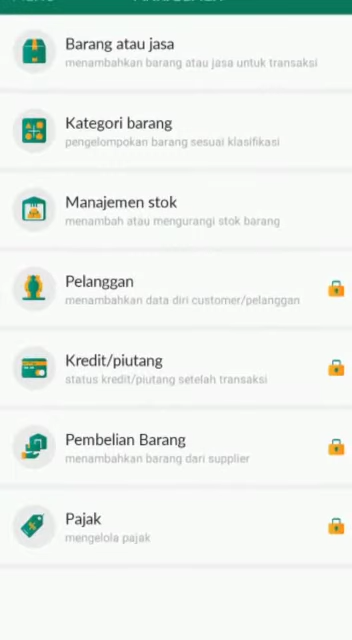 Barang atau jasa
menambahkan barang atau jasa untuk transaksi
Kategori barang
pengelompokan barang sesuai klasifikasi
Manajemen stok
menambah atau mengurangi stok barang
Pelanggan
menambahkan data diri customer/pelanggan
Kredit/piutang
status kredit/piutang setelah transaksi
Pembelian Barang
menambahkan barang dari supplier
Pajak
mengelola pajak